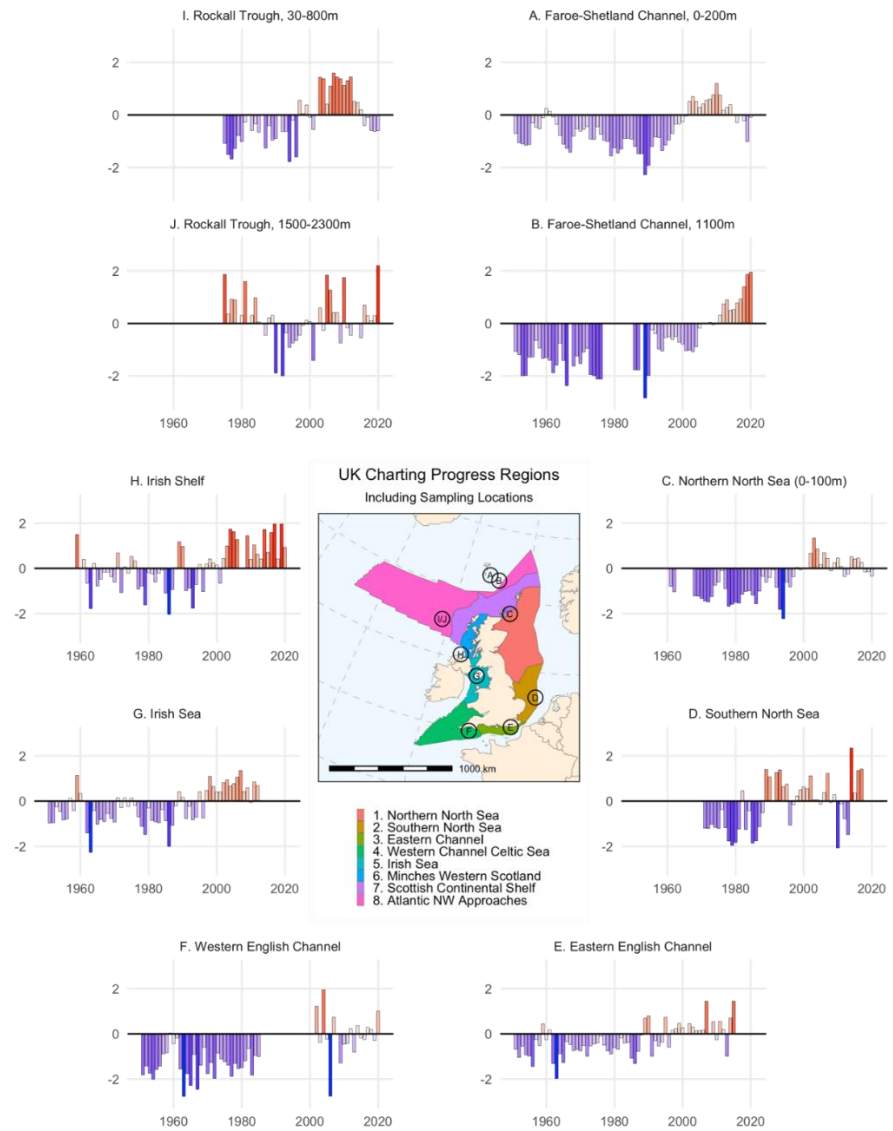 I. Rockall Trough, 30-800m
A. Faroe-Shetland Channel, 0-200m
2
0
-2
2
0
-2
J. Rockall Trough, 1500-2300m
B. Faroe-Shetland Channel, 1100m
2
0
-2
2
0
-2
1960 1980 2000 2020
1960 1980 2000 2020
H. Irish Shelf
UK Charting Progress Regions
Including Sampling Locations
C. Northern North Sea (0-100m)
2
0
-2
2
0
-2
1960 1980 2000 2020
1960 1980 2000 2020
A
B
C
I/J
H
G
D
E
F
1000 km
G. Irish Sea
D. Southern North Sea
2
0
-2
2
0
-2
1960 1980 2000 2020
1960 1980 2000 2020
1. Northern North Sea
2. Southern North Sea
3. Eastern Channel
4. Western Channel Celtic Sea
5. Irish Sea
6. Minches Western Scotland
7. Scottish Continental Shelf
8. Atlantic NW Approaches
F. Western English Channel
E. Eastern English Channel
2
0
-2
2
0
-2
1960 1980 2000 2020
1960 1980 2000 2020